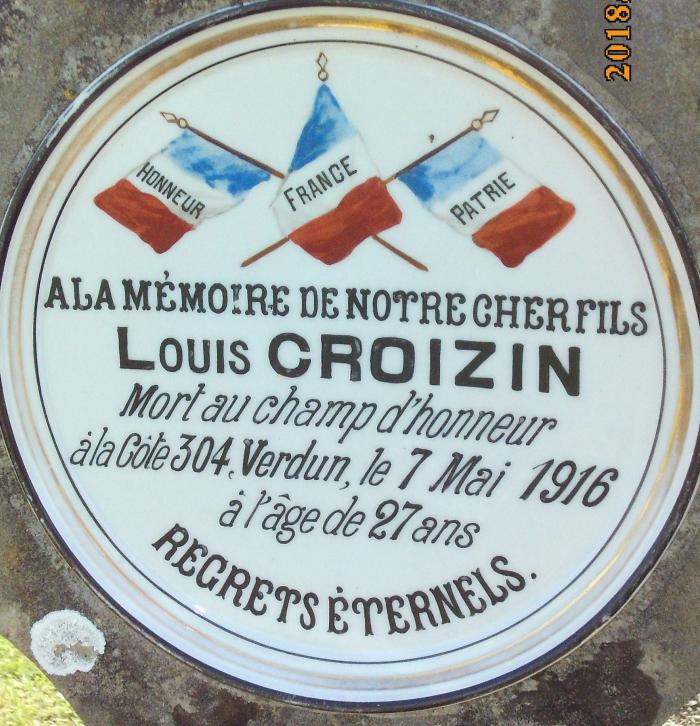 2018
HONNEUR
FRANCE
PATRIE
A LA MÉMOIRE DE NOTRE CHER FILS
LOUIS CROIZIN
Mort au champ d'honneur
à la Côte 304, Verdun, le 7 Mai 1916
à l'âge de 27 ans
REGRETS ÉTERNELS.